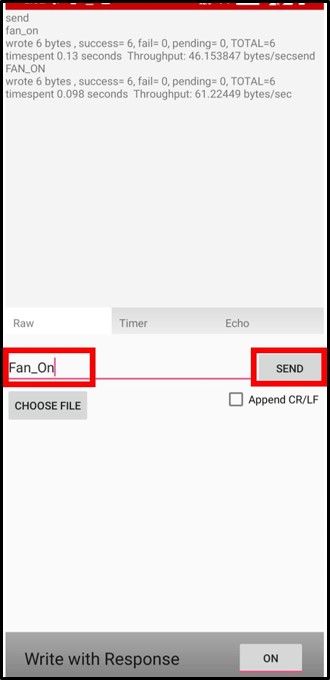 send
fan_on
wrote 6 bytes , success= 6, fail= 0, pending= 0, TOTAL=6
timespent 0.13 seconds  Throughput: 46.153847 bytes/secsend
FAN_ON
wrote 6 bytes , success= 6, fail= 0, pending= 0, TOTAL=6
timespent 0.098 seconds  Throughput: 61.22449 bytes/sec
Raw Timer Echo
Fan_On SEND
CHOOSE FILE Append CR/LF
Write with Response ON